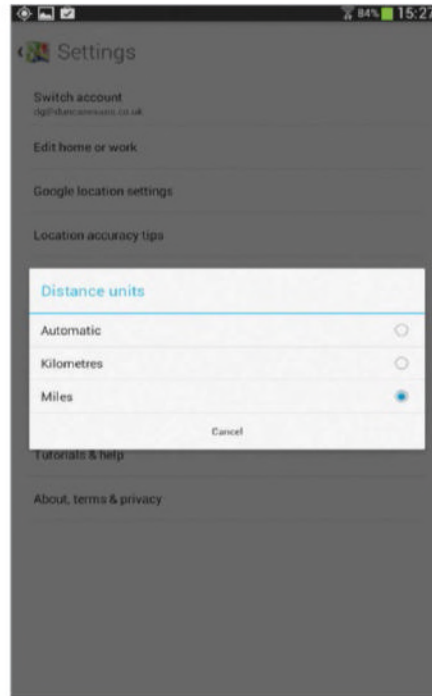 84% 15:27
Settings
Switch account
Edit home or work
Google location settings
Location accuracy tips
Distance units
Automatic
Kilometres
Miles
Cancel
Tutorials & help
About, terms & privacy